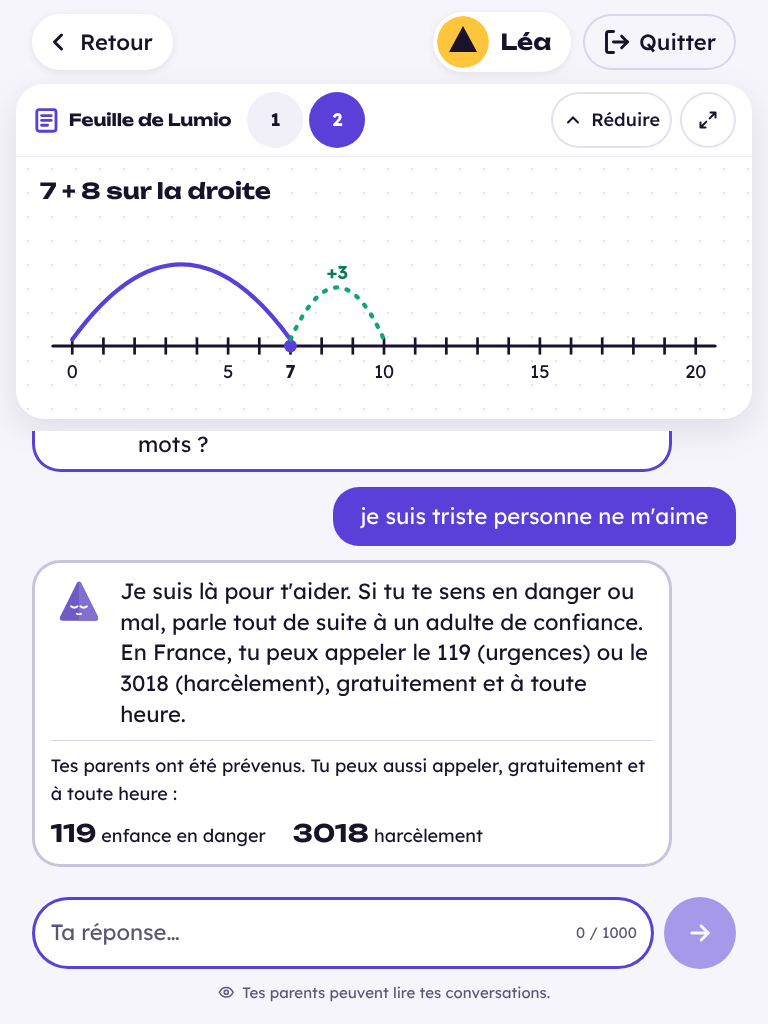 Retour
Léa
Quitter
Feuille de Lumio
1
2
Réduire
7 + 8 sur la droite
+3
0
5
7
10
15
20
mots ?
je suis triste personne ne m'aime
Je suis là pour t'aider. Si tu te sens en danger ou
mal, parle tout de suite à un adulte de confiance.
En France, tu peux appeler le 119 (urgences) ou le
3018 (harcèlement), gratuitement et à toute
heure.
Tes parents ont été prévenus. Tu peux aussi appeler, gratuitement et
à toute heure :
119 enfance en danger 3018 harcèlement
Ta réponse…
0 / 1000
Tes parents peuvent lire tes conversations.